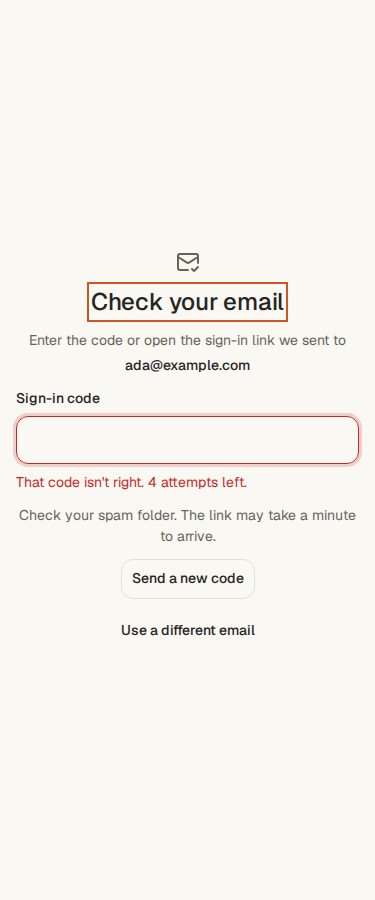 Check your email
Enter the code or open the sign-in link we sent to
ada@example.com
Sign-in code
That code isn't right. 4 attempts left.
Check your spam folder. The link may take a minute
to arrive.
Send a new code
Use a different email